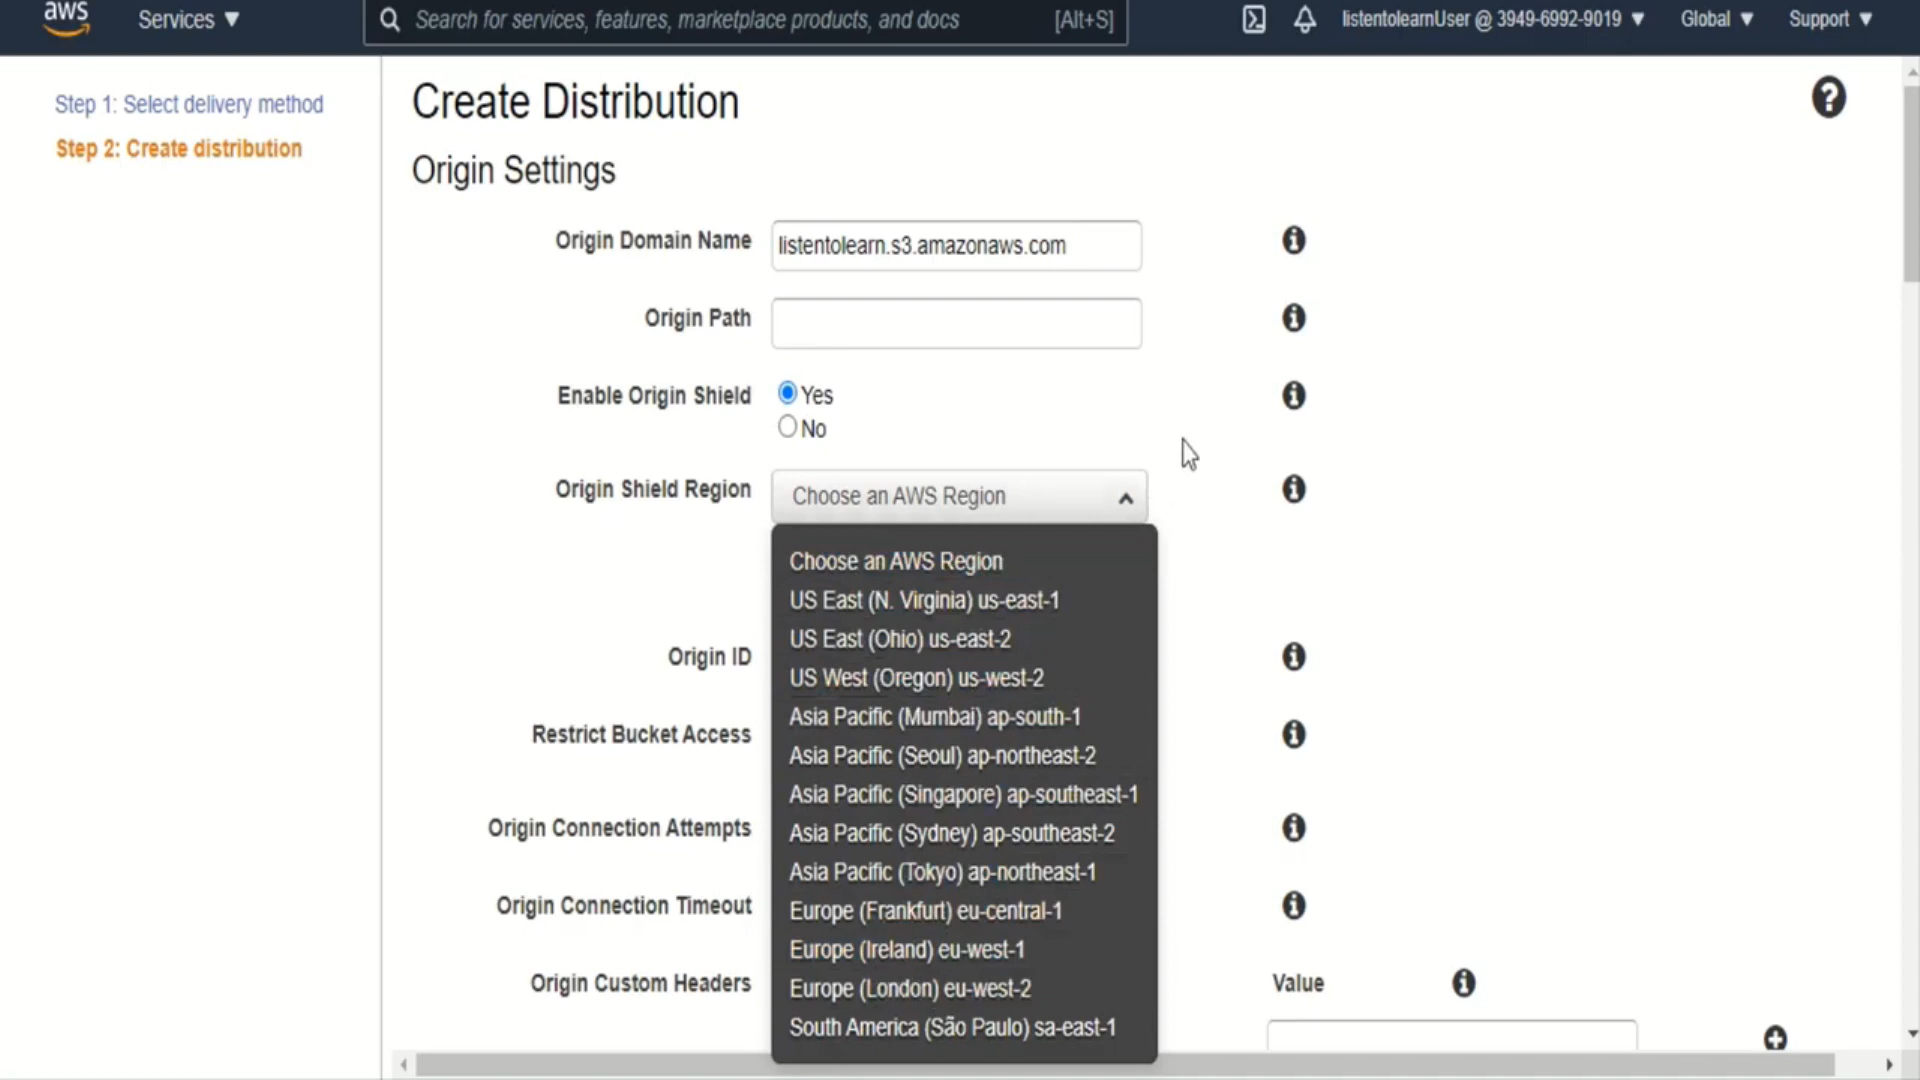 aws
Services ▼
Search for services, features, marketplace products, and docs
[Alt+S]
listentolearnUser @ 3949-6992-9019 ▼
Global ▼
Support ▼
Step 1: Select delivery method
Step 2: Create distribution
Create Distribution
Origin Settings
Origin Domain Name
listentolearn.s3.amazonaws.com
Origin Path
Enable Origin Shield
Yes
No
Origin Shield Region
Choose an AWS Region
Choose an AWS Region
US East (N. Virginia) us-east-1
US East (Ohio) us-east-2
US West (Oregon) us-west-2
Asia Pacific (Mumbai) ap-south-1
Asia Pacific (Seoul) ap-northeast-2
Asia Pacific (Singapore) ap-southeast-1
Asia Pacific (Sydney) ap-southeast-2
Asia Pacific (Tokyo) ap-northeast-1
Europe (Frankfurt) eu-central-1
Europe (Ireland) eu-west-1
Europe (London) eu-west-2
South America (São Paulo) sa-east-1
Origin ID
Restrict Bucket Access
Origin Connection Attempts
Origin Connection Timeout
Origin Custom Headers
Value